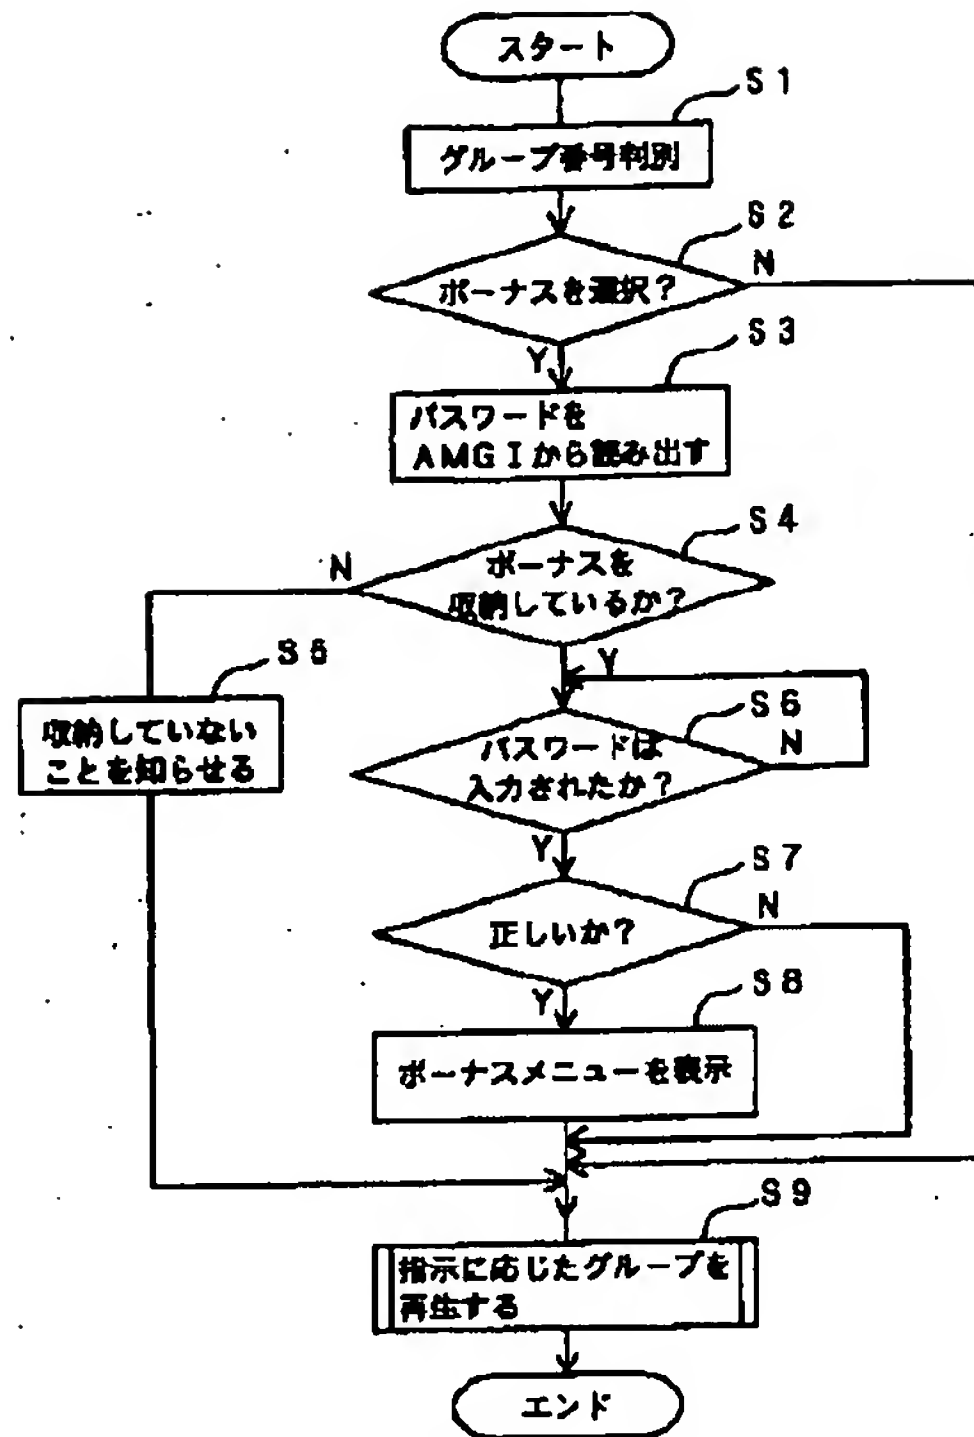 スタート
S1
グループ番号判別
S2
ボーナスを選択?
N
Y
S3
パスワードを
AMGIから読み出す
S4
ボーナスを
収納しているか?
N
Y
S5
収納していない
ことを知らせる
S6
パスワードは
入力されたか?
N
Y
S7
正しいか?
N
Y
S8
ボーナスメニューを表示
S9
指示に応じたグループを
再生する
エンド